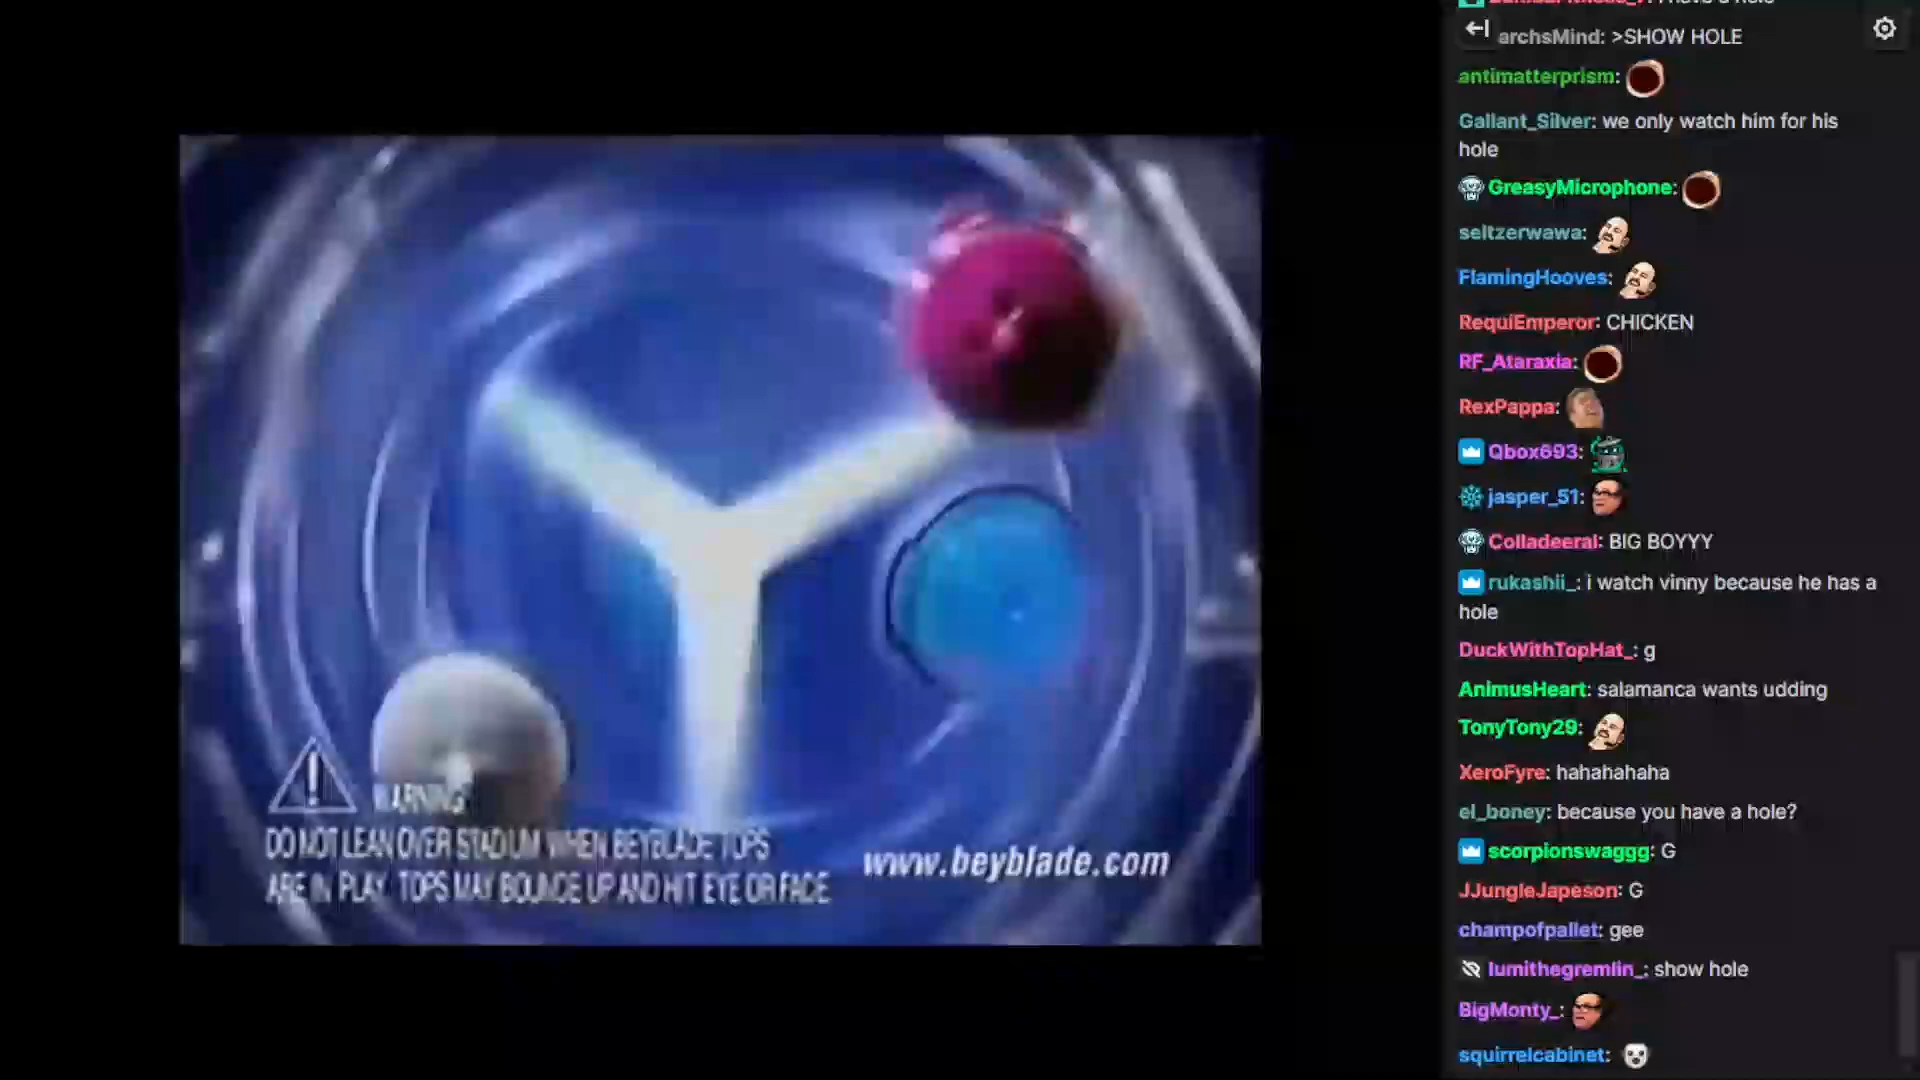 WARNING:
DO NOT LEAN OVER STADIUM WHEN BEYBLADE TOPS
ARE IN PLAY. TOPS MAY BOUNCE UP AND HIT EYE OR FACE
www.beyblade.com
archsMind: >SHOW HOLE
antimatterprism:
Gallant_Silver: we only watch him for his
hole
GreasyMicrophone:
seltzerwawa:
FlamingHooves:
RequiEmperor: CHICKEN
RF_Ataraxia:
RexPappa:
Qbox693:
jasper_51:
Colladeeral: BIG BOYYY
rukashii_: i watch vinny because he has a
hole
DuckWithTopHat_: g
AnimusHeart: salamanca wants udding
TonyTony29:
XeroFyre: hahahahaha
el_boney: because you have a hole?
scorpionswaggg: G
JJungleJapeson: G
champofpallet: gee
lumithegremlin_: show hole
BigMonty_:
squirrelcabinet: